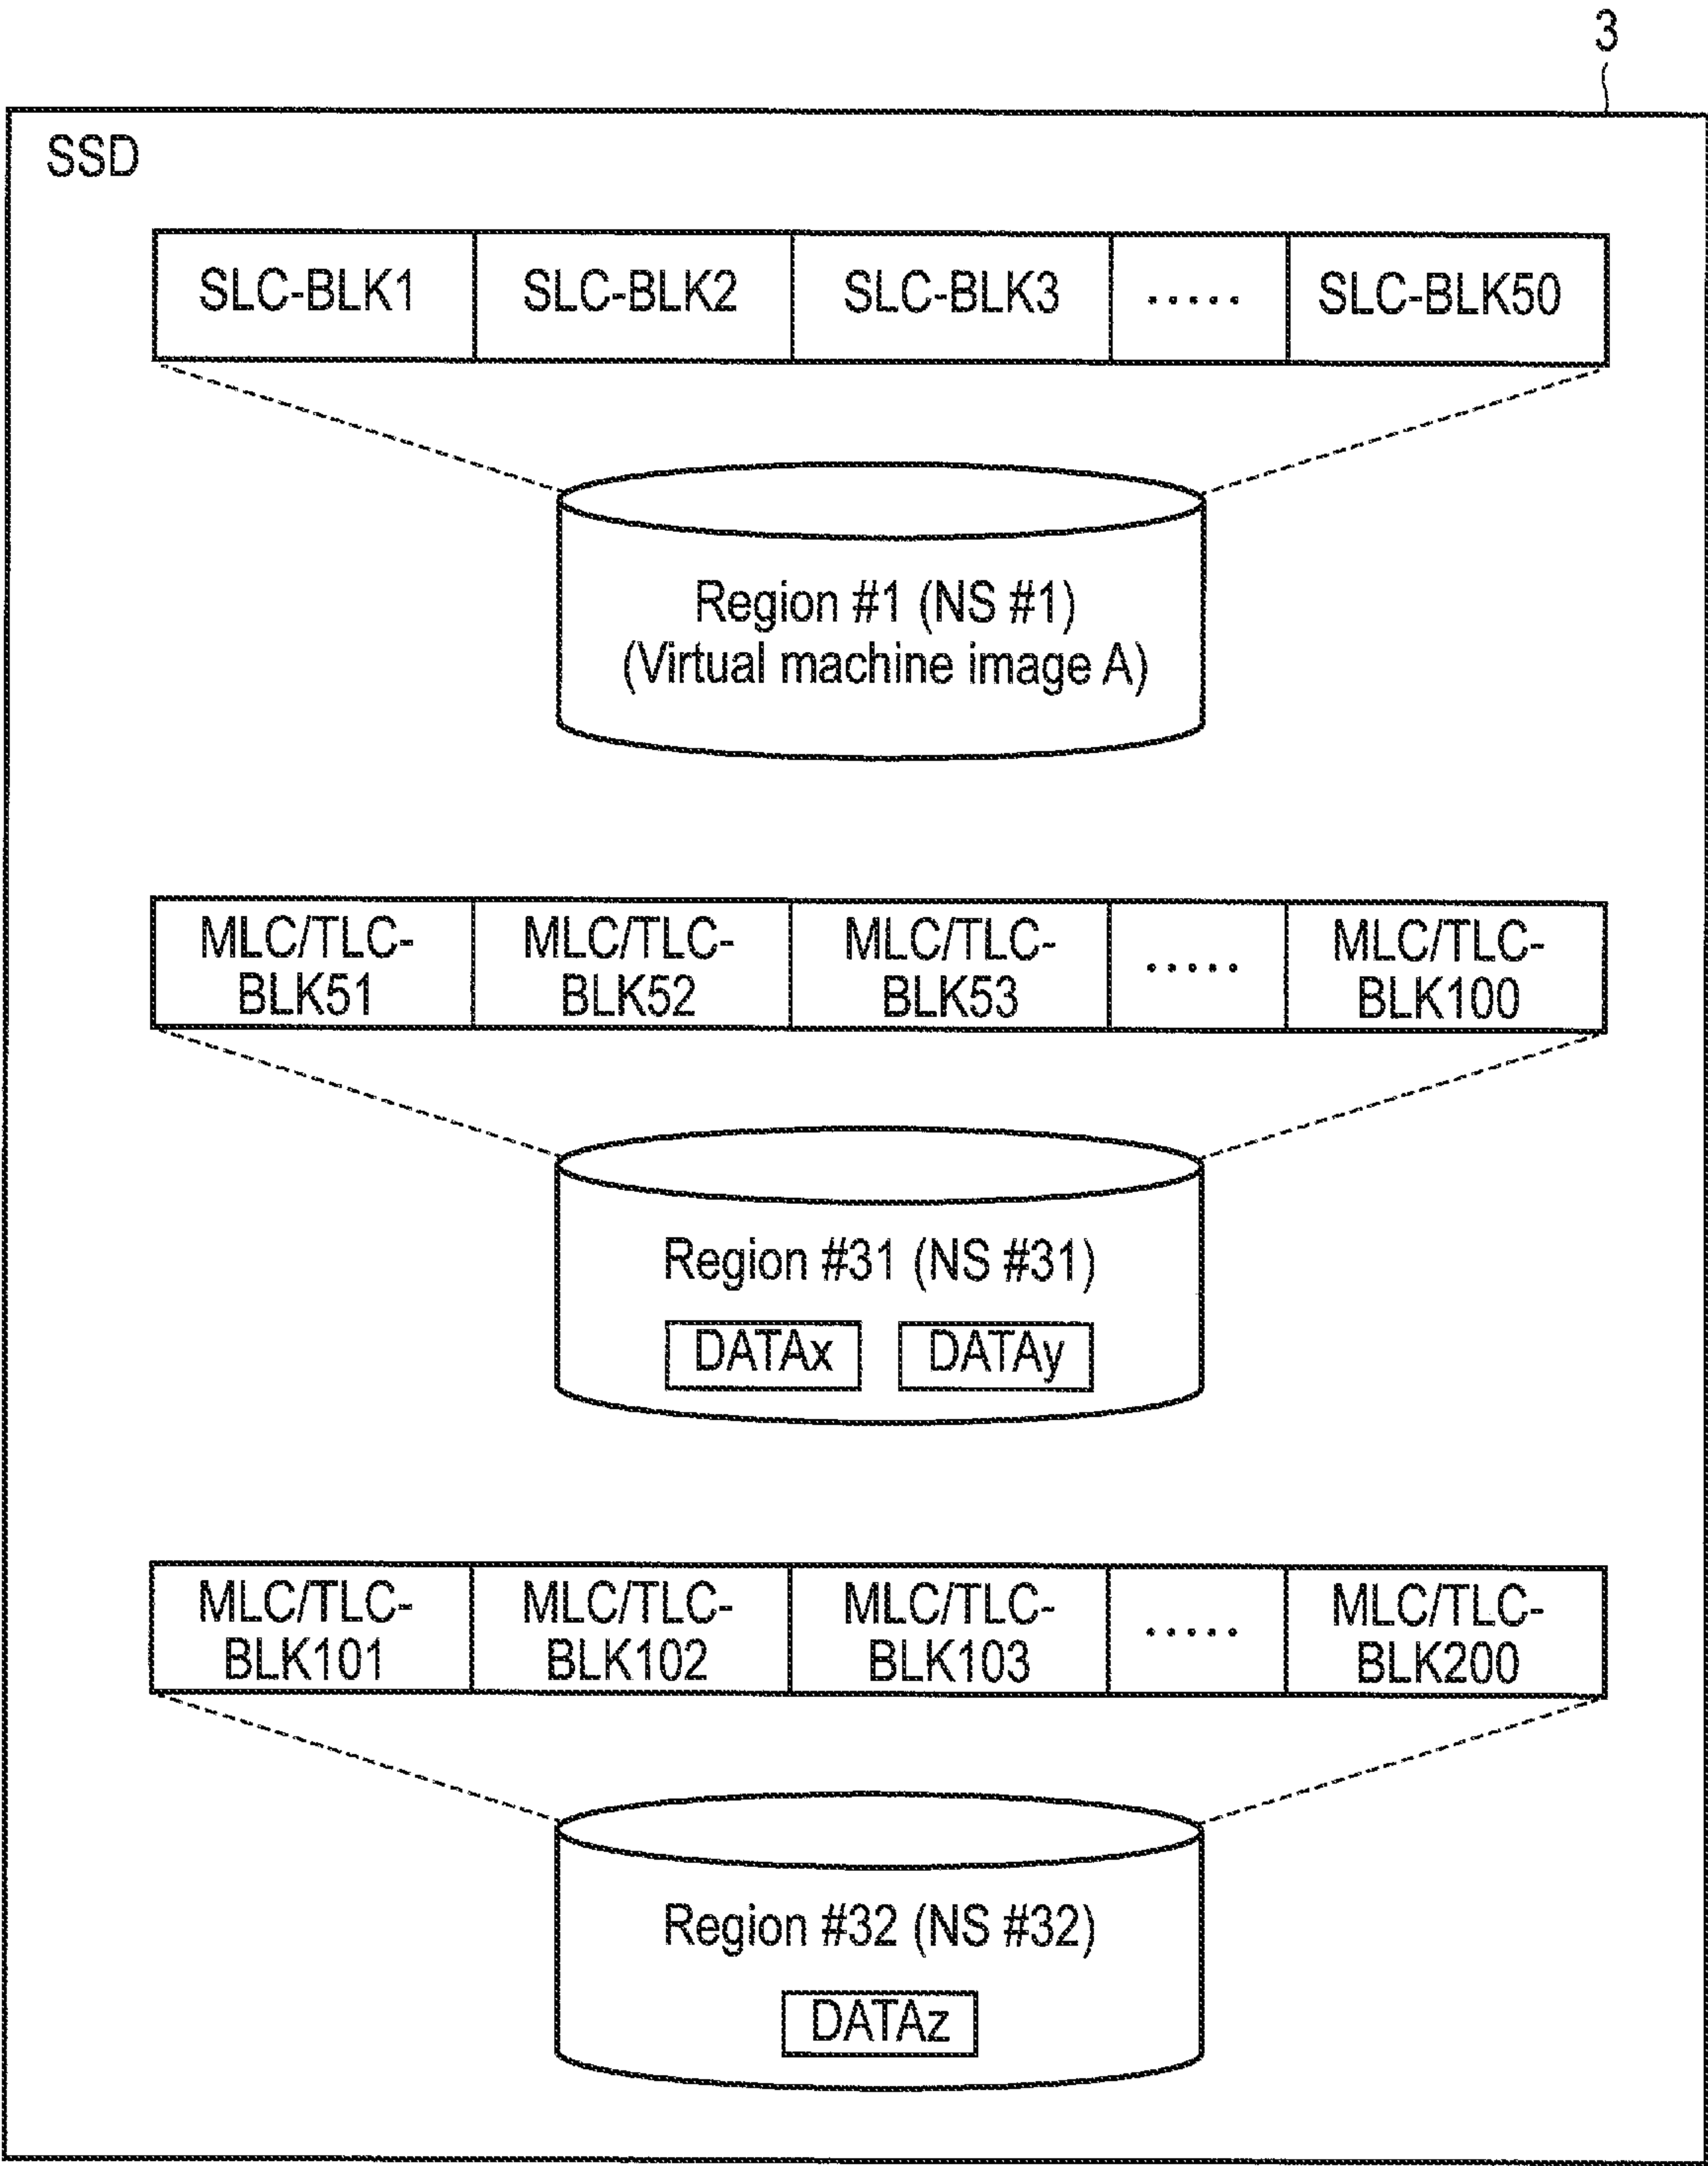 3
SSD
SLC-BLK1 SLC-BLK2 SLC-BLK3 ..... SLC-BLK50
Region #1 (NS #1)
(Virtual machine image A)
MLC/TLC-BLK51 MLC/TLC-BLK52 MLC/TLC-BLK53 ..... MLC/TLC-BLK100
Region #31 (NS #31)
DATAx DATAy
MLC/TLC-BLK101 MLC/TLC-BLK102 MLC/TLC-BLK103 ..... MLC/TLC-BLK200
Region #32 (NS #32)
DATAz